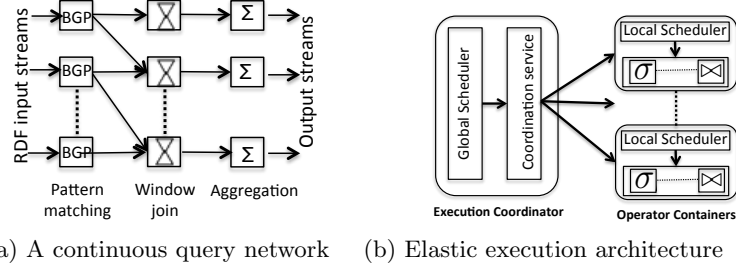 RDF input streams
BGP
Σ
BGP
Σ
BGP
Σ
Output streams
Pattern
matching
Window
join
Aggregation
a) A continuous query network
Global Scheduler
Coordination service
Execution Coordinator
Local Scheduler
σ ⋈
Local Scheduler
σ ⋈
Operator Containers
(b) Elastic execution architecture